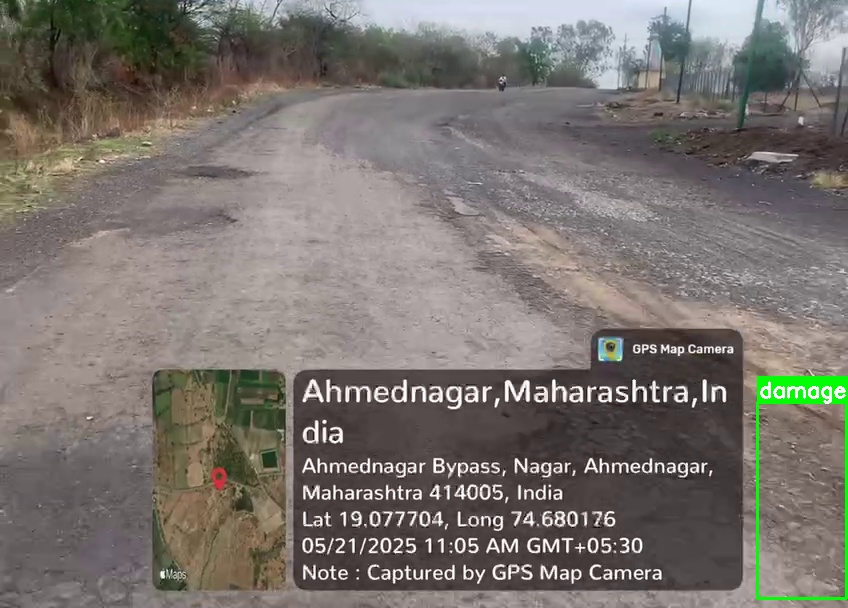 GPS Map Camera
damage
Ahmednagar,Maharashtra,In
dia
Ahmednagar Bypass, Nagar, Ahmednagar,
Maharashtra 414005, India
Lat 19.077704, Long 74.680176
05/21/2025 11:05 AM GMT+05:30
Note : Captured by GPS Map Camera
Maps